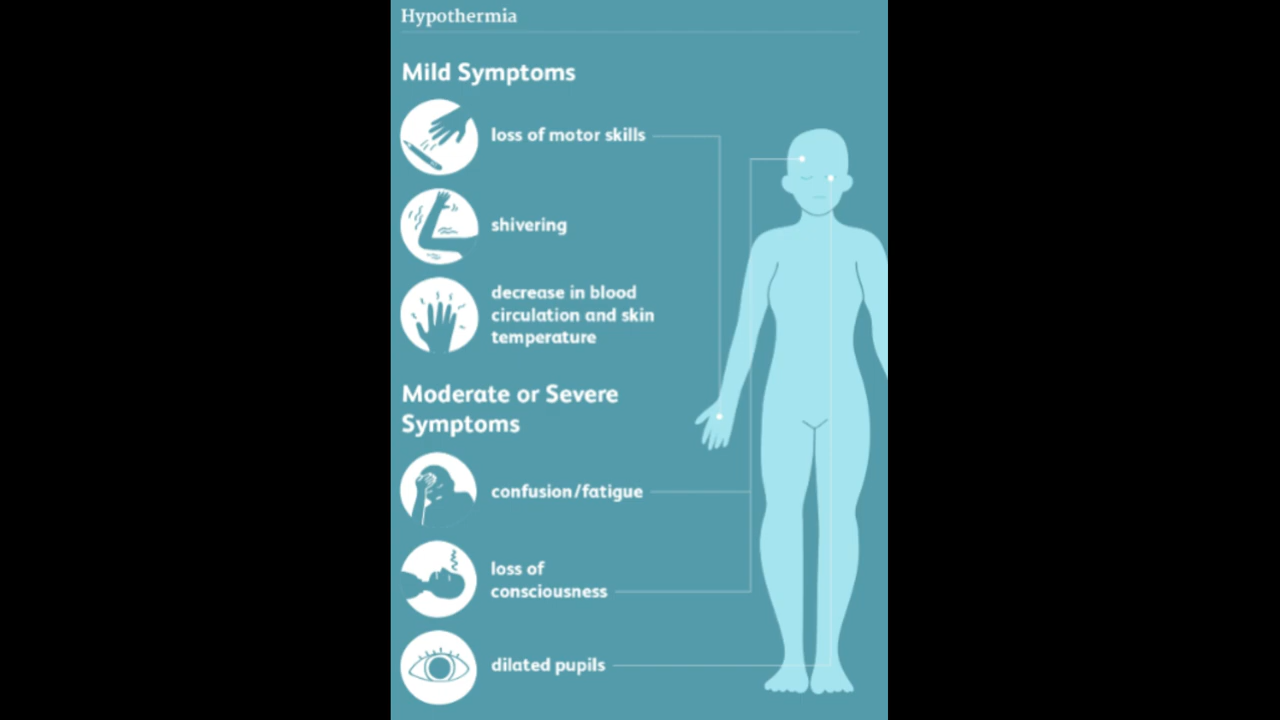 Hypothermia
Mild Symptoms
loss of motor skills
shivering
decrease in blood
circulation and skin
temperature
Moderate or Severe
Symptoms
confusion/fatigue
loss of
consciousness
dilated pupils